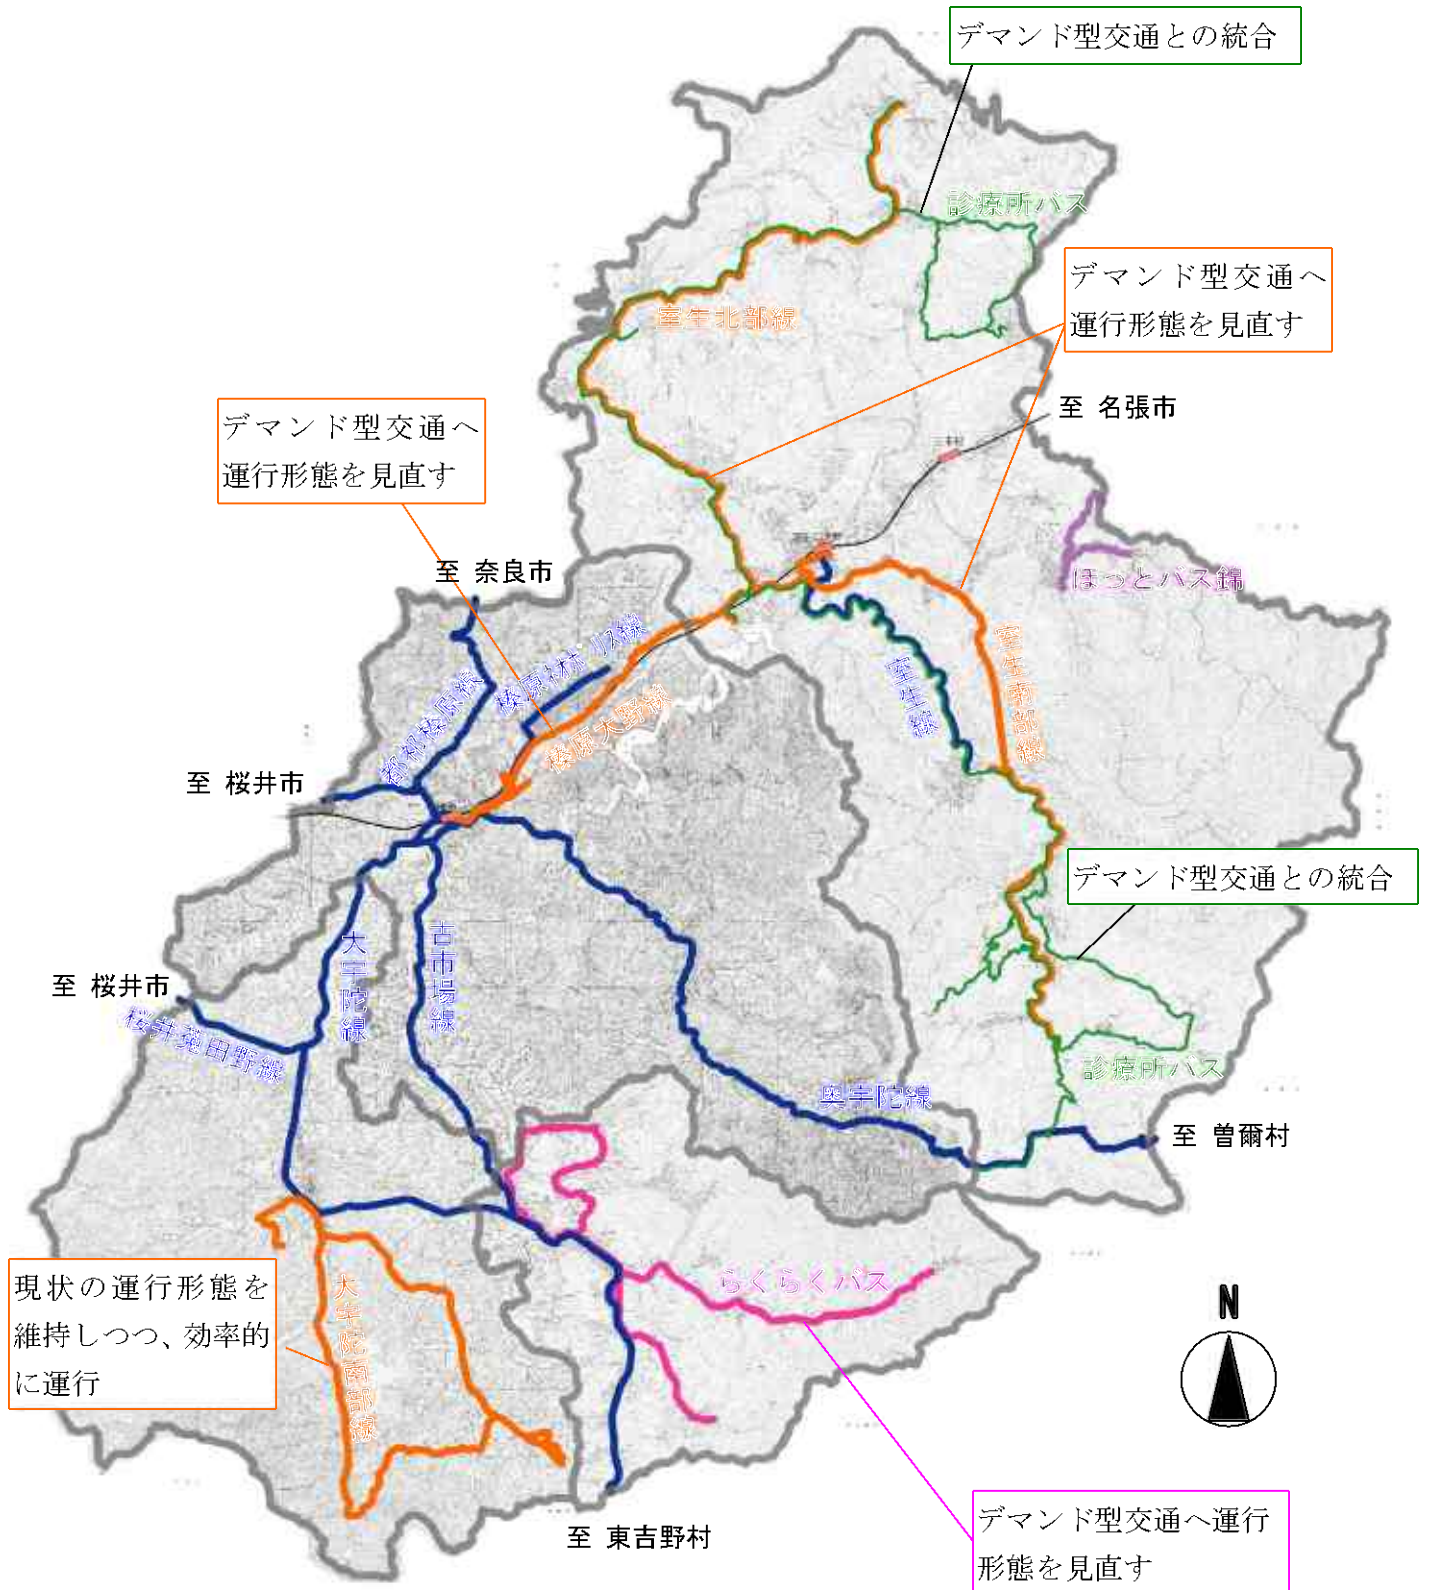 デマンド型交通との統合
診療所バス
デマンド型交通へ
運行形態を見直す
室生北部線
至 名張市
デマンド型交通へ
運行形態を見直す
至 奈良市
ほっとバス錦
室生南部線
室生線
都祁榛原線
榛原大野線
至 桜井市
デマンド型交通との統合
大宇陀線
古市場線
至 桜井市
桜井菟田野線
診療所バス
奥宇陀線
至 曽爾村
らくらくバス
現状の運行形態を
維持しつつ、効率的
に運行
大宇陀南部線
N
デマンド型交通へ運行
形態を見直す
至 東吉野村